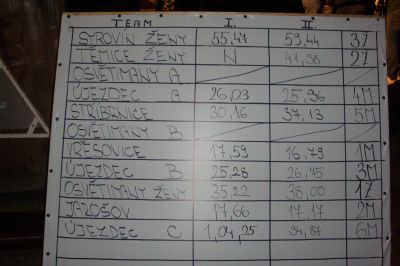 TEAM I. II.
SYROVÍN ŽENY 55,47 59,44 3Ž
TEMICE ŽENY N 41,38 2Ž
OSVĚTIMANY A
ÚJEZDEC A 26,03 25,96 4M
STŘÍBRNICE 30,16 37,13 5M
OSVĚTIMANY B
VŘESOVICE 17,59 16,79 1M
ÚJEZDEC B 25,28 26,45 3M
OSVĚTIMANY ŽENY 35,22 38,00 1Ž
JAROŠOV 17,66 17,17 2M
ÚJEZDEC C 1,04,25 34,87 6M